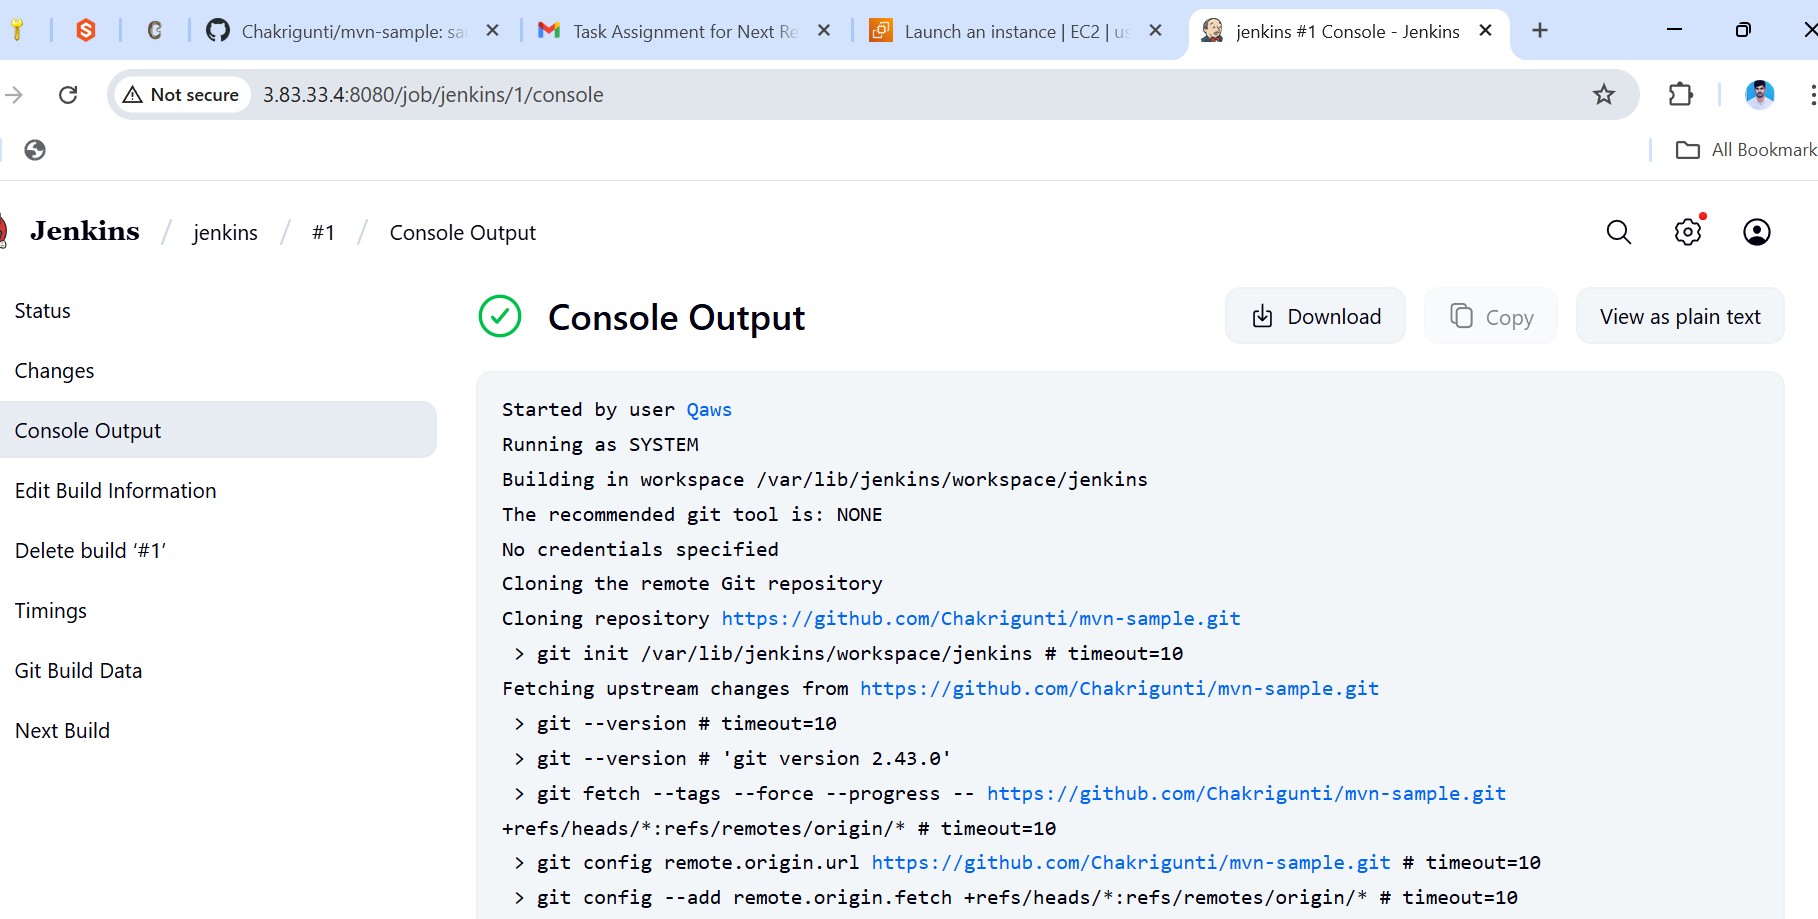 Chakrigunti/mvn-sample: sa
Task Assignment for Next Re
Launch an instance | EC2 | us
jenkins #1 Console - Jenkins
Not secure
3.83.33.4:8080/job/jenkins/1/console
All Bookmark
Jenkins / jenkins / #1 / Console Output
Status
Changes
Console Output
Edit Build Information
Delete build ‘#1’
Timings
Git Build Data
Next Build
Console Output
Download
Copy
View as plain text
Started by user Qaws
Running as SYSTEM
Building in workspace /var/lib/jenkins/workspace/jenkins
The recommended git tool is: NONE
No credentials specified
Cloning the remote Git repository
Cloning repository https://github.com/Chakrigunti/mvn-sample.git
> git init /var/lib/jenkins/workspace/jenkins # timeout=10
Fetching upstream changes from https://github.com/Chakrigunti/mvn-sample.git
> git --version # timeout=10
> git --version # 'git version 2.43.0'
> git fetch --tags --force --progress -- https://github.com/Chakrigunti/mvn-sample.git
+refs/heads/*:refs/remotes/origin/* # timeout=10
> git config remote.origin.url https://github.com/Chakrigunti/mvn-sample.git # timeout=10
> git config --add remote.origin.fetch +refs/heads/*:refs/remotes/origin/* # timeout=10